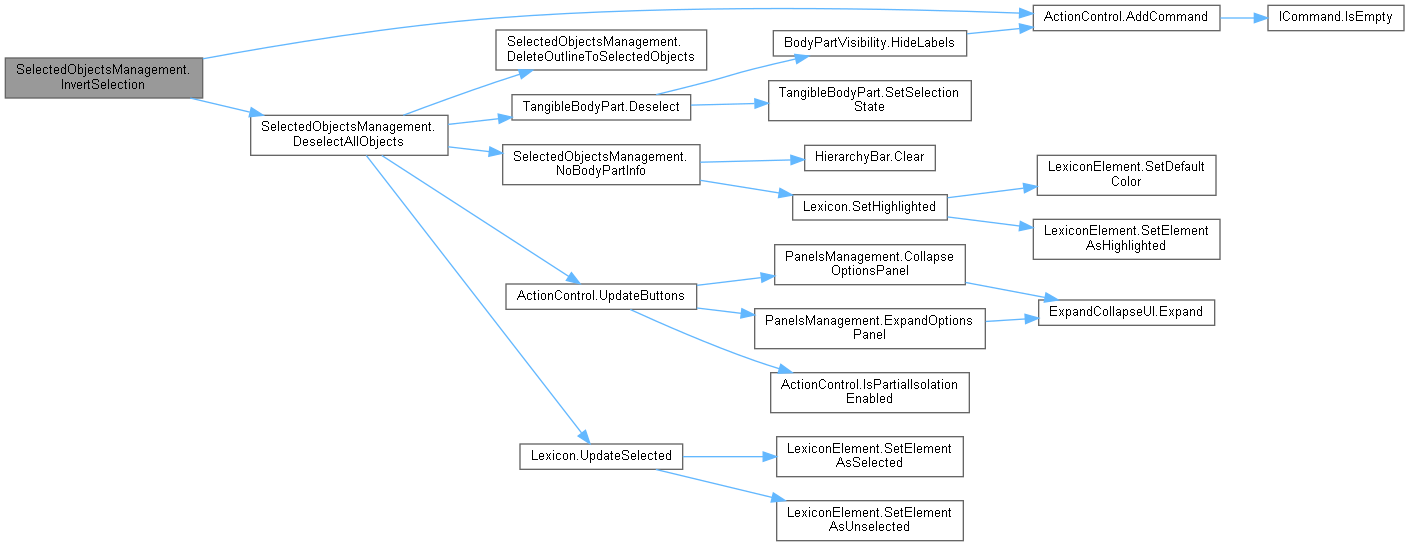 SelectedObjectsManagement.
InvertSelection
ActionControl.AddCommand
ICommand.IsEmpty
SelectedObjectsManagement.
DeselectAllObjects
SelectedObjectsManagement.
DeleteOutlineToSelectedObjects
TangibleBodyPart.Deselect
BodyPartVisibility.HideLabels
TangibleBodyPart.SetSelection
State
SelectedObjectsManagement.
NoBodyPartInfo
HierarchyBar.Clear
Lexicon.SetHighlighted
LexiconElement.SetDefault
Color
LexiconElement.SetElement
AsHighlighted
ActionControl.UpdateButtons
PanelsManagement.Collapse
OptionsPanel
PanelsManagement.ExpandOptions
Panel
ExpandCollapseUI.Expand
ActionControl.IsPartialIsolation
Enabled
Lexicon.UpdateSelected
LexiconElement.SetElement
AsSelected
LexiconElement.SetElement
AsUnselected